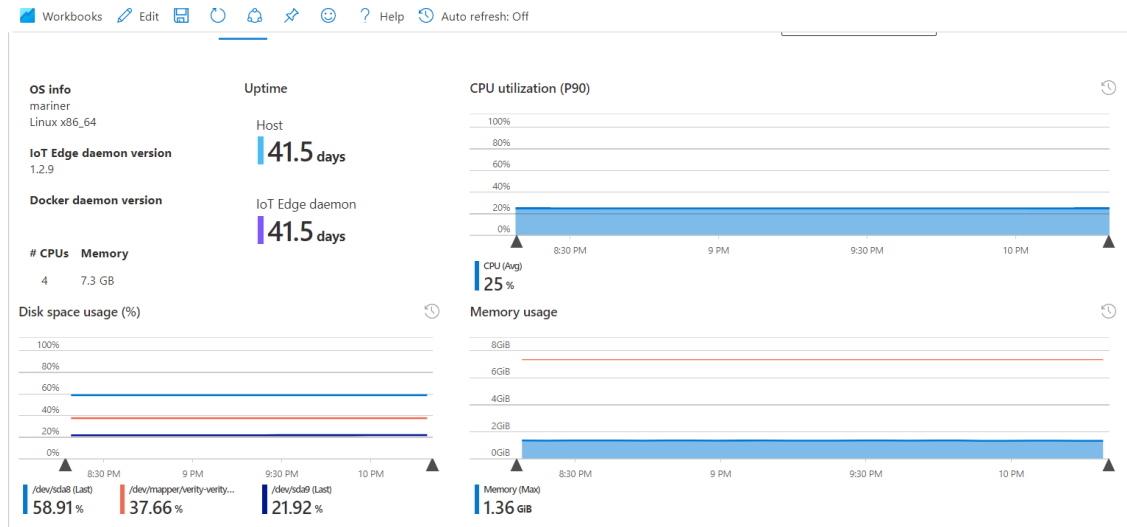 Workbooks Edit Help Auto refresh: Off
OS info
mariner
Linux x86_64
IoT Edge daemon version
1.2.9
Docker daemon version
# CPUs Memory
4 7.3 GB
Uptime
Host
41.5 days
IoT Edge daemon
41.5 days
CPU utilization (P90)
100%
80%
60%
40%
20%
0%
8:30 PM 9 PM 9:30 PM 10 PM
CPU (Avg)
25 %
Disk space usage (%)
100%
80%
60%
40%
20%
0%
8:30 PM 9 PM 9:30 PM 10 PM
/dev/sda8 (Last) /dev/mapper/verity-verity... /dev/sda9 (Last)
58.91 % 37.66 % 21.92 %
Memory usage
8GiB
6GiB
4GiB
2GiB
0GiB
8:30 PM 9 PM 9:30 PM 10 PM
Memory (Max)
1.36 GiB